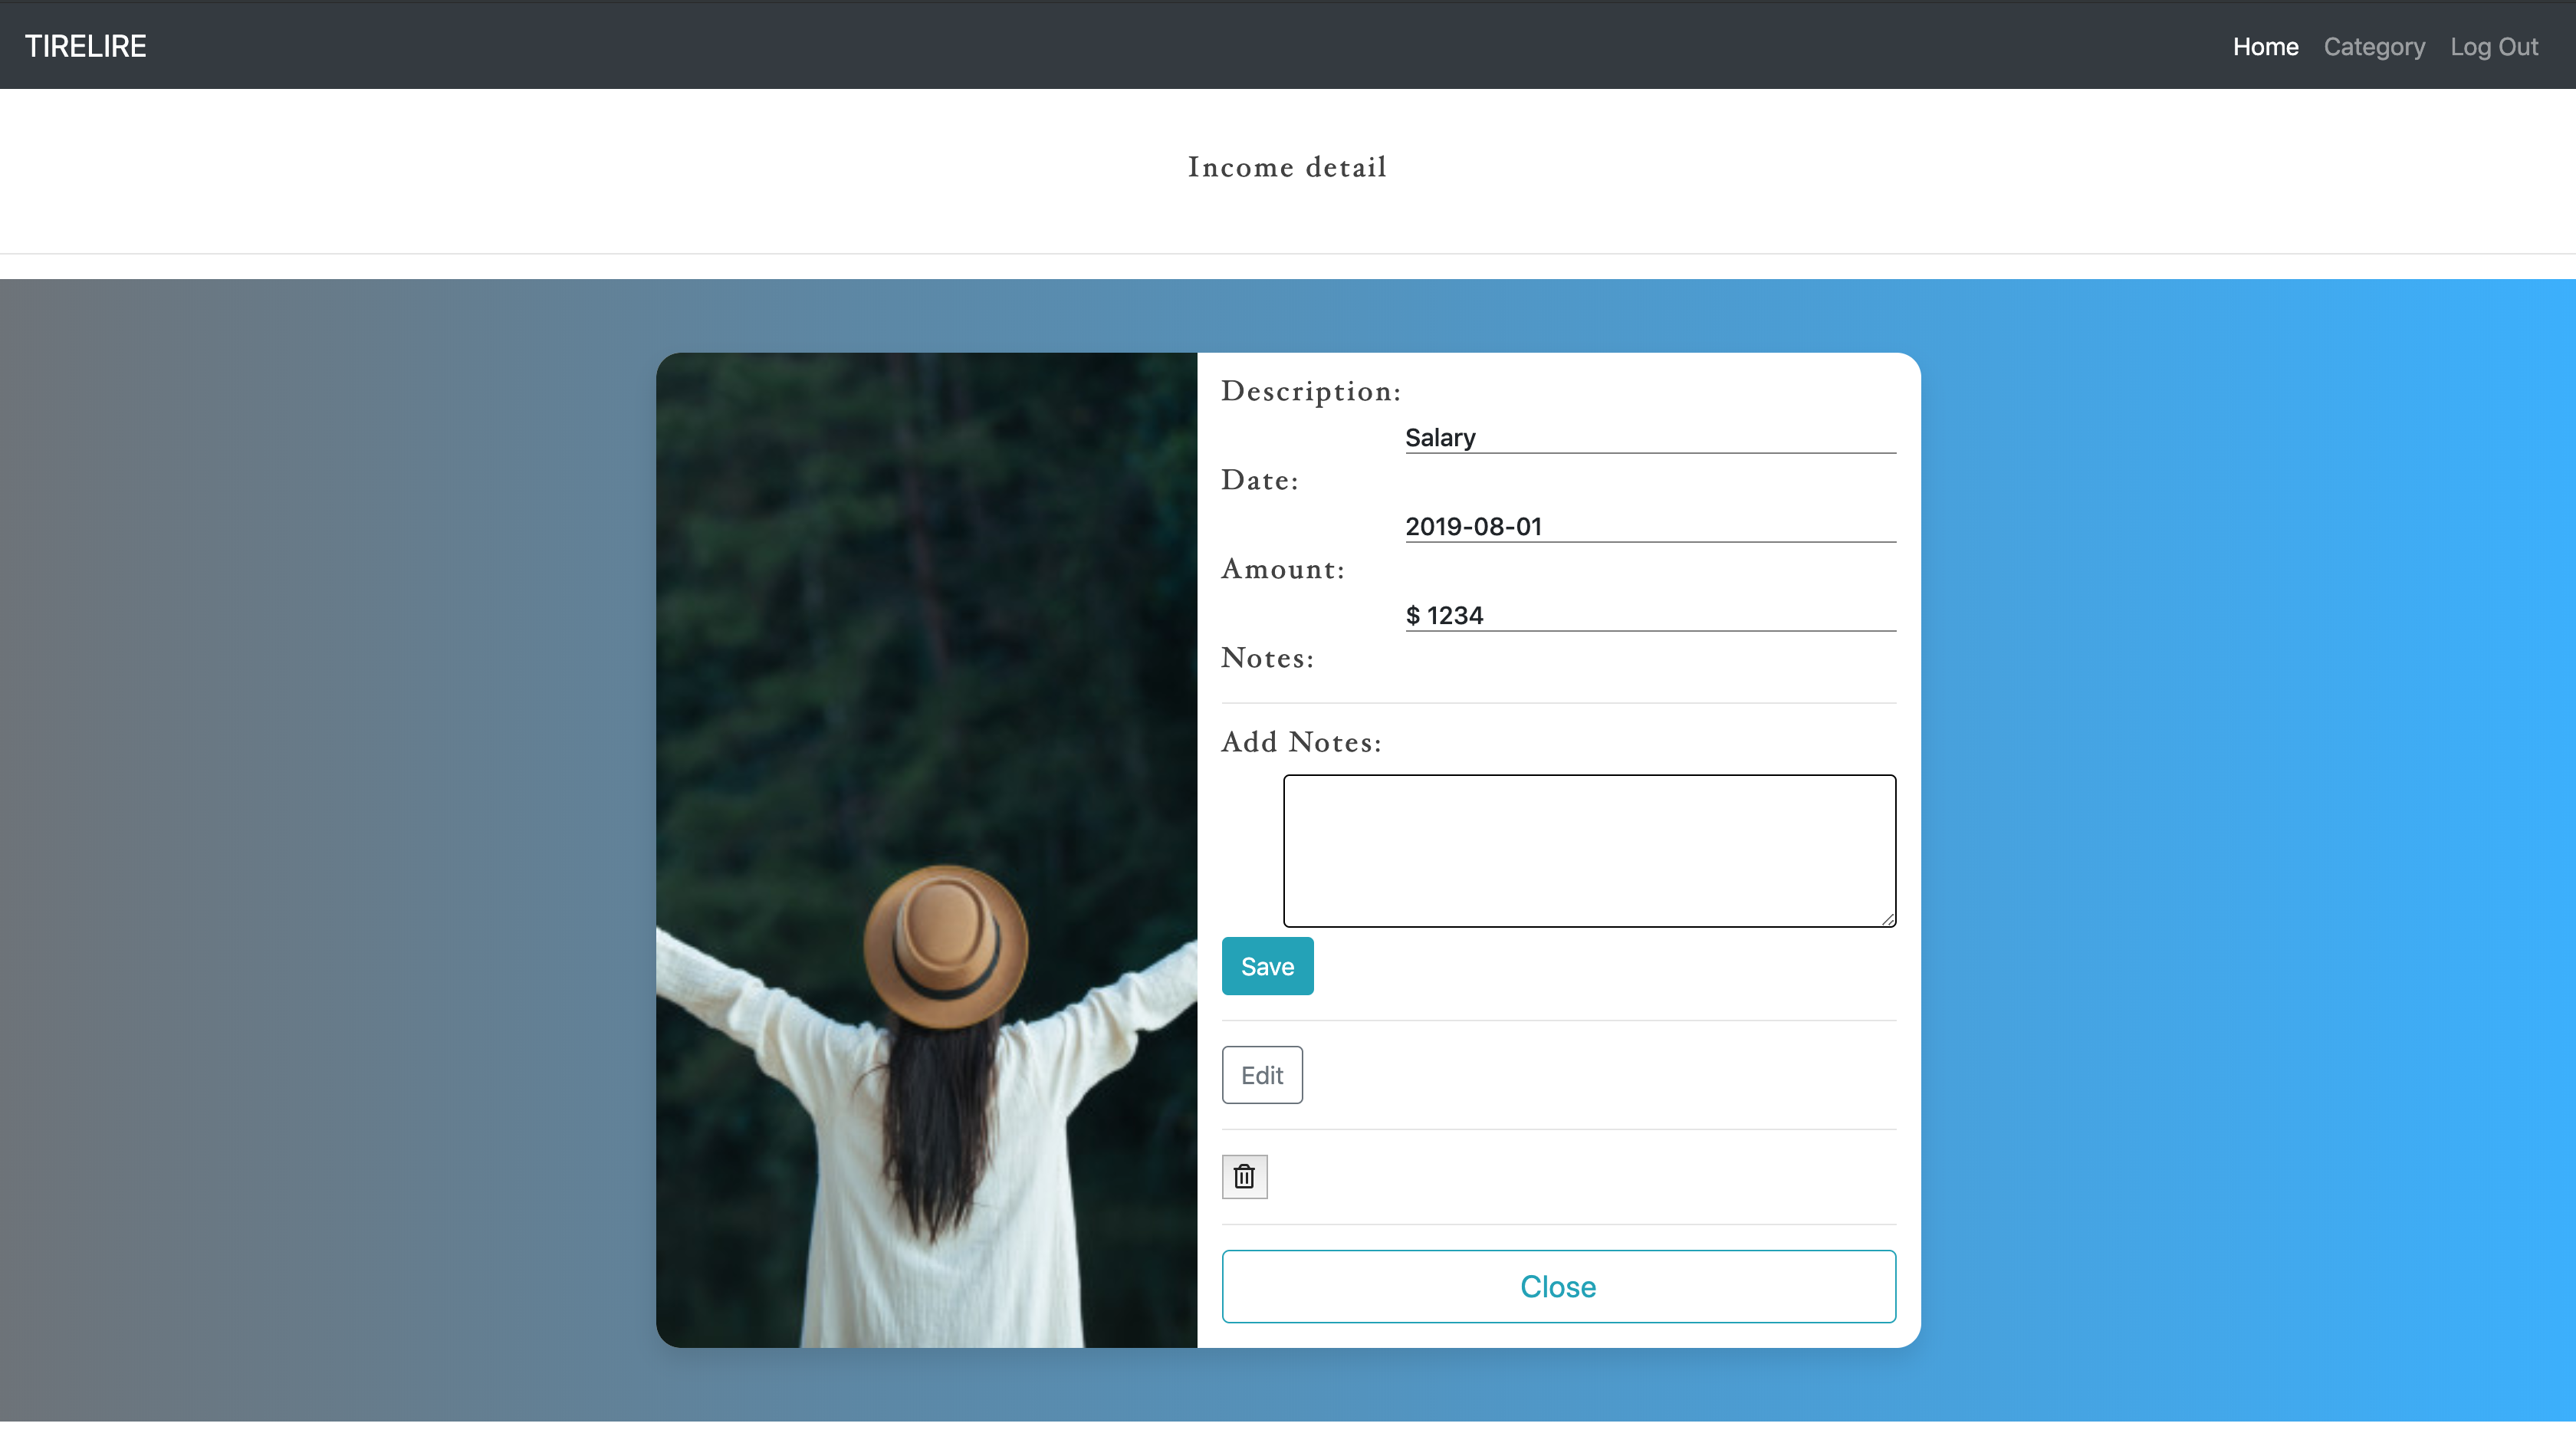 TIRELIRE
Home Category Log Out
Income detail
Description:
Salary
Date:
2019-08-01
Amount:
$ 1234
Notes:
Add Notes:
Save
Edit
Close